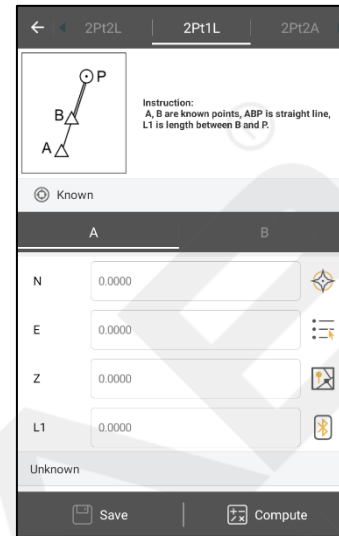 2Pt2L 2Pt1L 2Pt2A
P
B
A
Instruction:
A, B are known points, ABP is straight line,
L1 is length between B and P.
Known
A B
N 0.0000
E 0.0000
Z 0.0000
L1 0.0000
Unknown
Save Compute